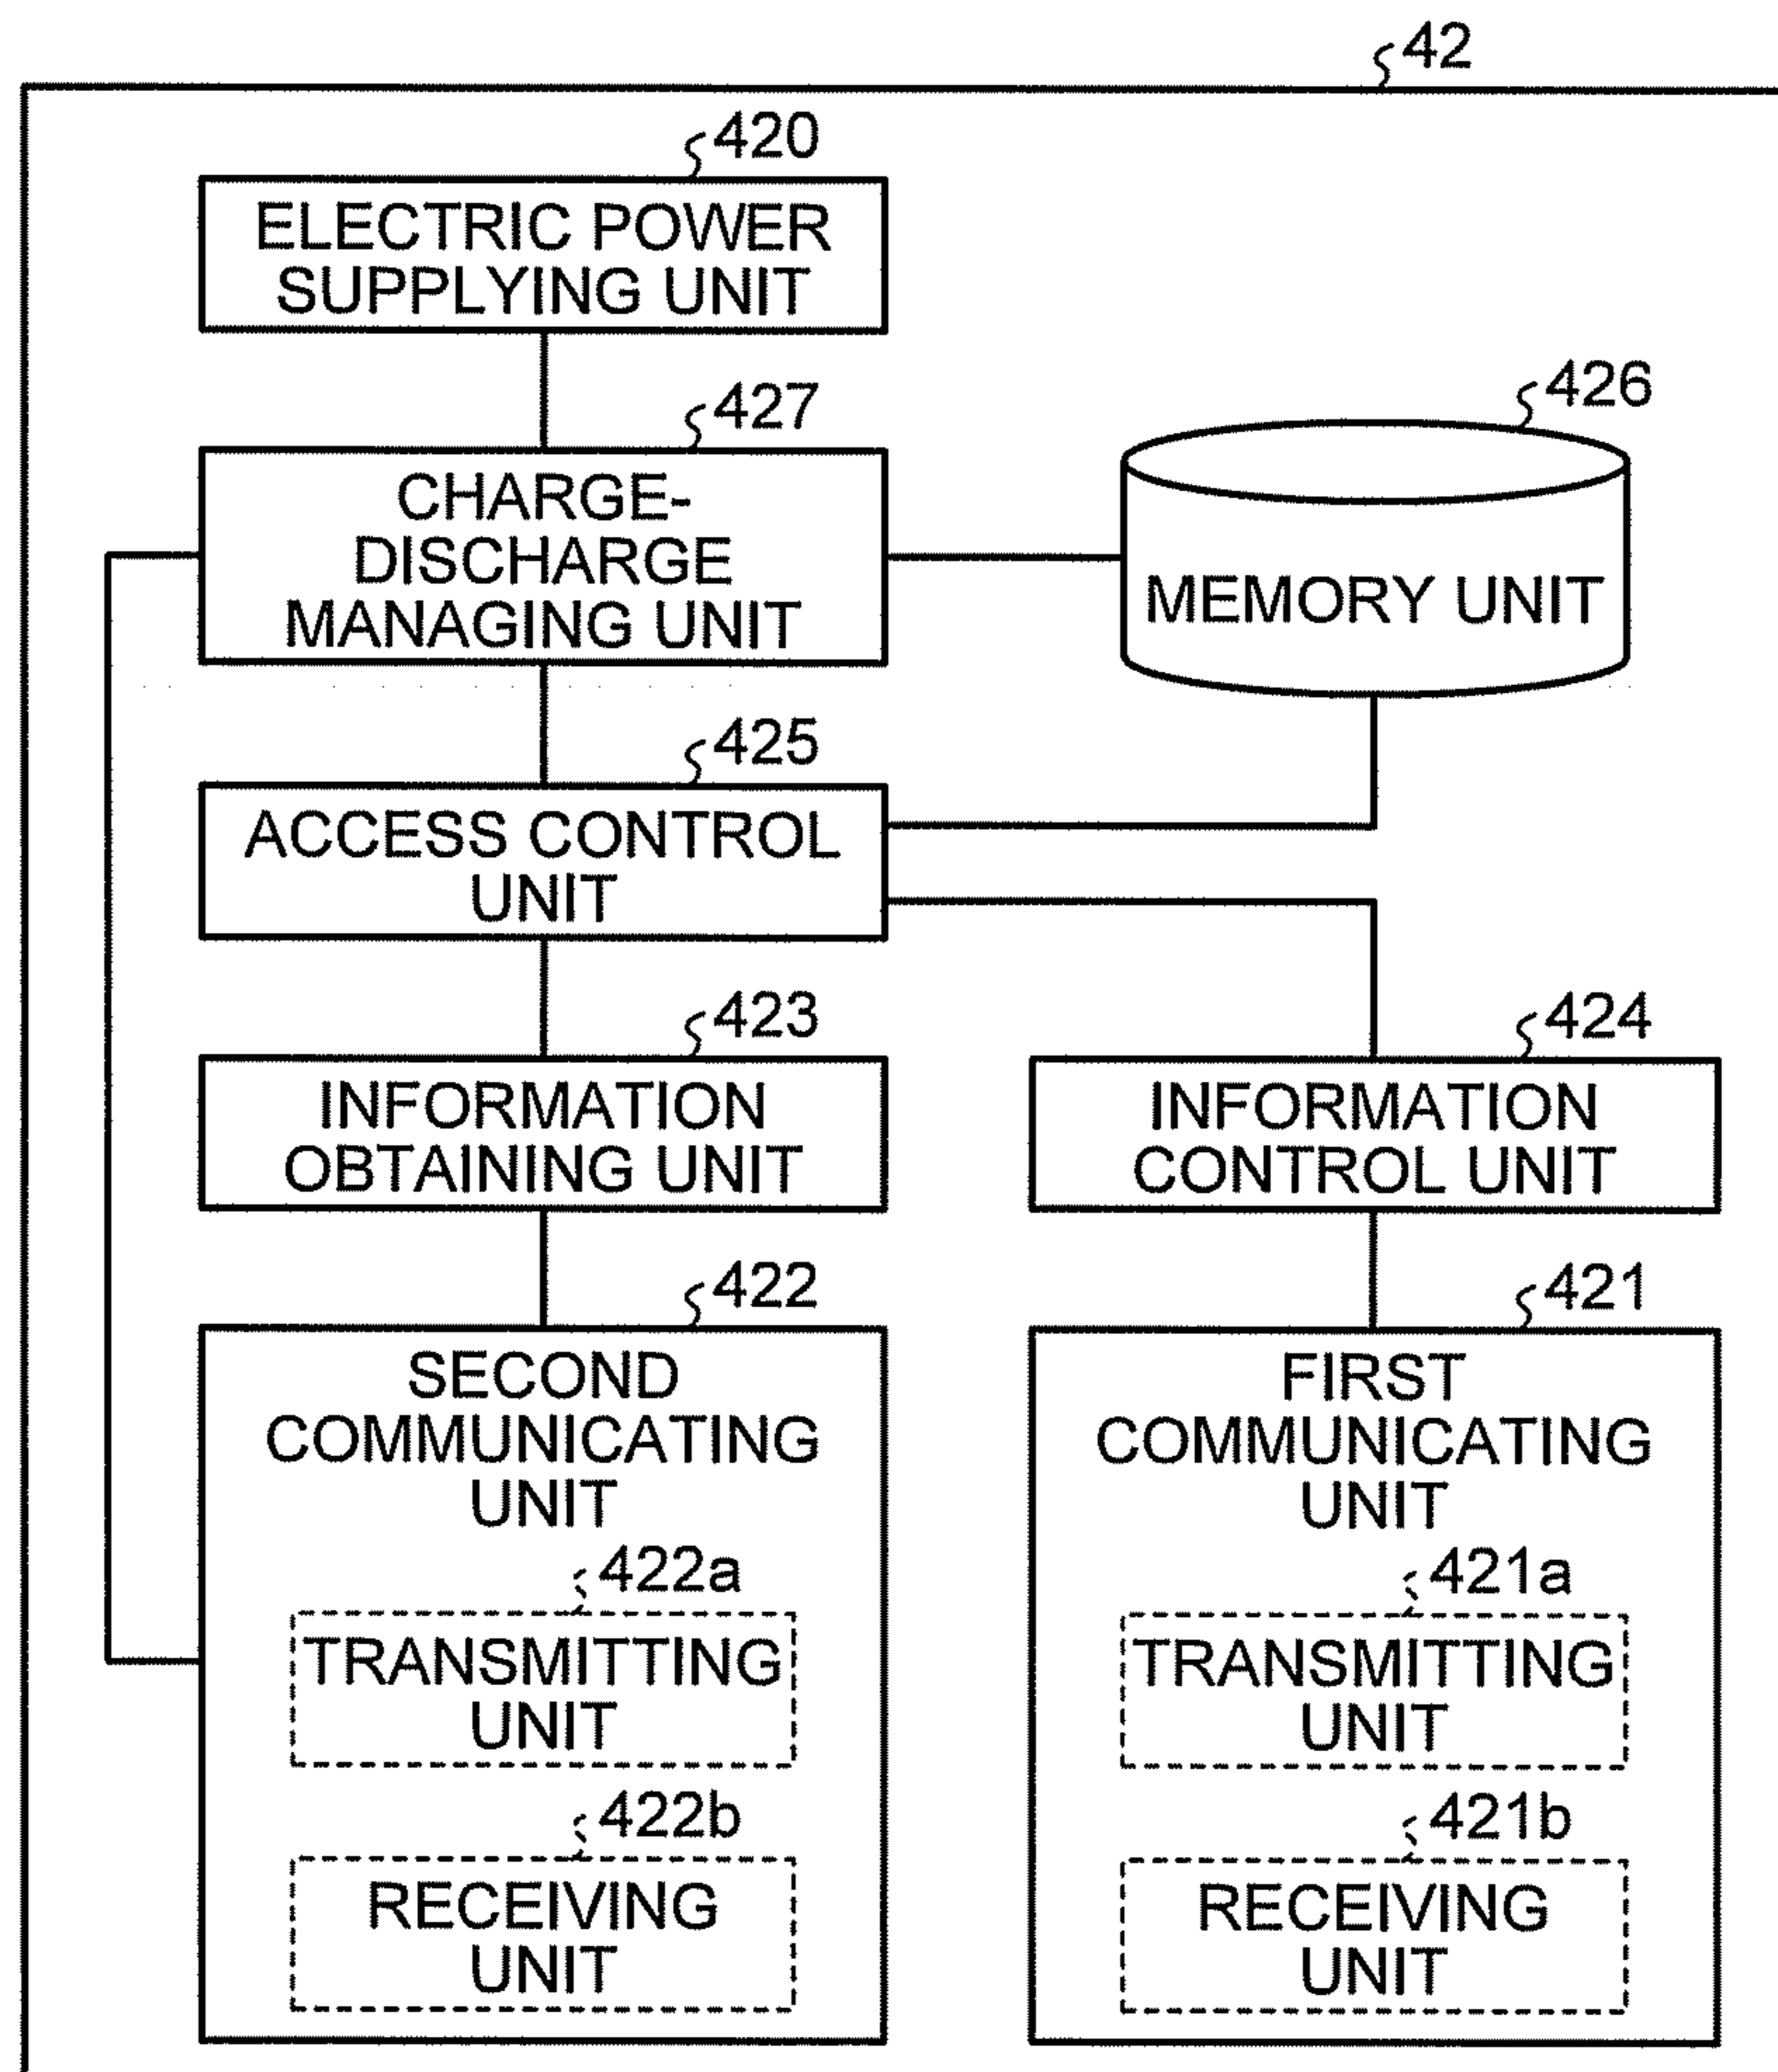 42
420
ELECTRIC POWER
SUPPLYING UNIT
427
CHARGE-
DISCHARGE
MANAGING UNIT
426
MEMORY UNIT
425
ACCESS CONTROL
UNIT
423
INFORMATION
OBTAINING UNIT
424
INFORMATION
CONTROL UNIT
422
SECOND
COMMUNICATING
UNIT
422a
TRANSMITTING
UNIT
422b
RECEIVING
UNIT
421
FIRST
COMMUNICATING
UNIT
421a
TRANSMITTING
UNIT
421b
RECEIVING
UNIT